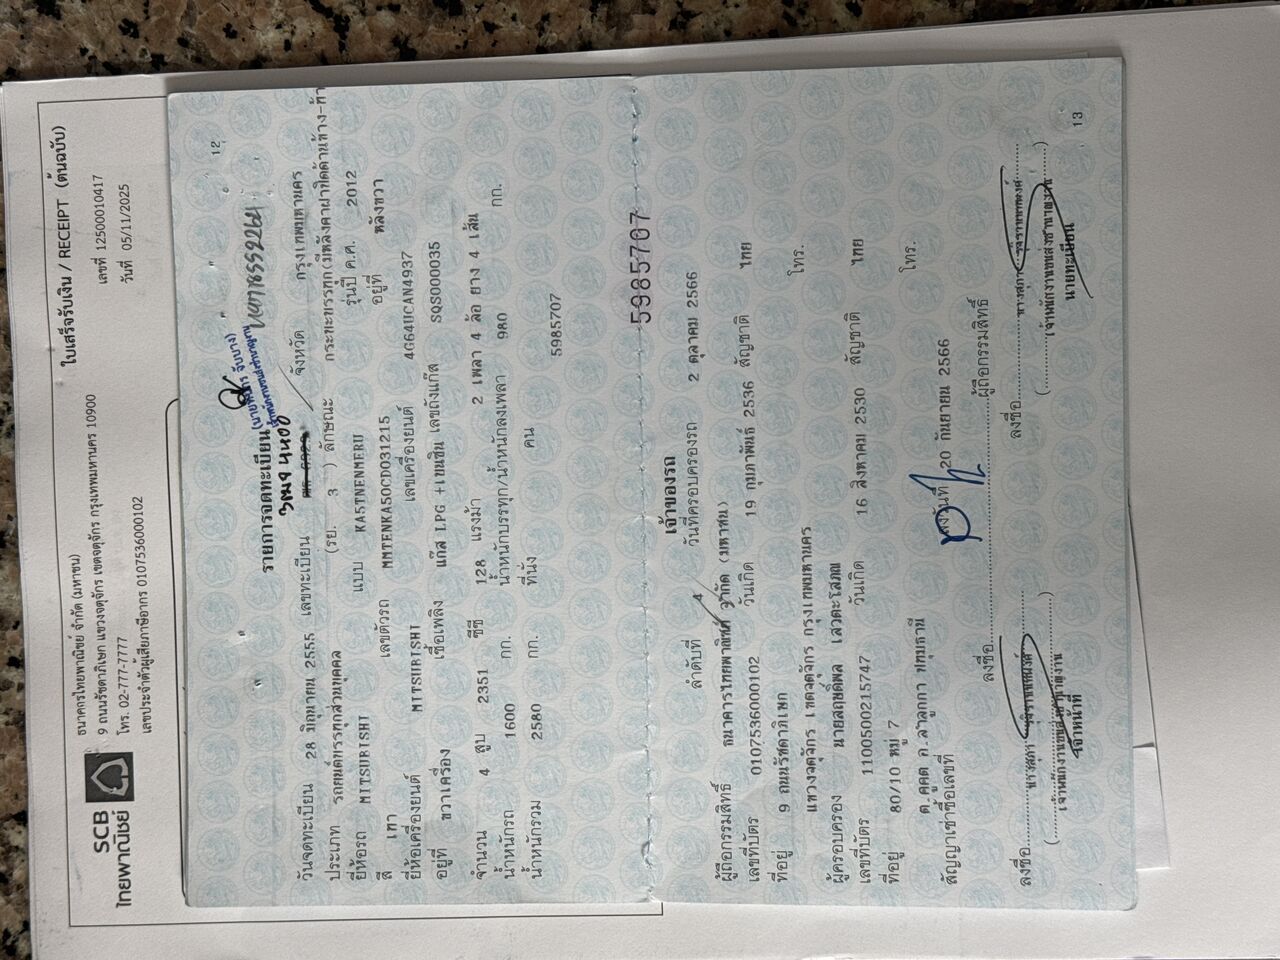 SCB
ไทยพาณิชย์
ธนาคารไทยพาณิชย์ จำกัด (มหาชน)
9 ถนนรัชดาภิเษก แขวงจตุจักร เขตจตุจักร กรุงเทพมหานคร 10900
โทร. 02-777-7777
เลขประจำตัวผู้เสียภาษีอากร 0107536000102
ใบเสร็จรับเงิน / RECEIPT (ต้นฉบับ)
เลขที่ 12500010417
วันที่ 05/11/2025
12
รายการจดทะเบียน
วันจดทะเบียน 28 มิถุนายน 2555 เลขทะเบียน จังหวัด กรุงเทพมหานคร
ประเภท รถยนต์บรรทุกส่วนบุคคล (รย. 3 ) ลักษณะ กระบะบรรทุก(มีหลังคาฝาปิดด้านข้าง-ท้า
ยี่ห้อรถ MITSUBISHI แบบ KA5TNENMERU รุ่นปี ค.ศ. 2012
สี เทา เลขตัวรถ MMTENKA50CD031215 อยู่ที่ หลังขวา
ยี่ห้อเครื่องยนต์ MITSUBISHI เลขเครื่องยนต์ 4G64UCAN4937
อยู่ที่ ขวาเครื่อง เชื้อเพลิง แก๊ส LPG +เบนซิน เลขถังแก๊ส SQS000035
จำนวน 4 สูบ 2351 ซีซี 128 แรงม้า 2 เพลา 4 ล้อ ยาง 4 เส้น
น้ำหนักรถ 1600 กก. น้ำหนักบรรทุก/น้ำหนักลงเพลา 980 กก.
น้ำหนักรวม 2580 กก. ที่นั่ง คน
5985707
5985707
เจ้าของรถ
ลำดับที่ 4 วันที่ครอบครองรถ 2 ตุลาคม 2566
ผู้ถือกรรมสิทธิ์ ธนาคารไทยพาณิชย์ จำกัด (มหาชน)
เลขที่บัตร 0107536000102 วันเกิด 19 กุมภาพันธ์ 2536 สัญชาติ ไทย
ที่อยู่ 9 ถนนรัชดาภิเษก โทร.
แขวงจตุจักร เขตจตุจักร กรุงเทพมหานคร
ผู้ครอบครอง
เลขที่บัตร 1100500215747 วันเกิด 16 สิงหาคม 2530 สัญชาติ ไทย
ที่อยู่ 80/10 หมู่ 7 โทร.
ต.คูคต อ.ลำลูกกา ปทุมธานี
สัญญาเช่าซื้อเลขที่ ลงวันที่ 20 กันยายน 2566
ลงชื่อ ผู้ถือกรรมสิทธิ์
ลงชื่อ ลงชื่อ
เจ้าหน้าที่ นายทะเบียน
13